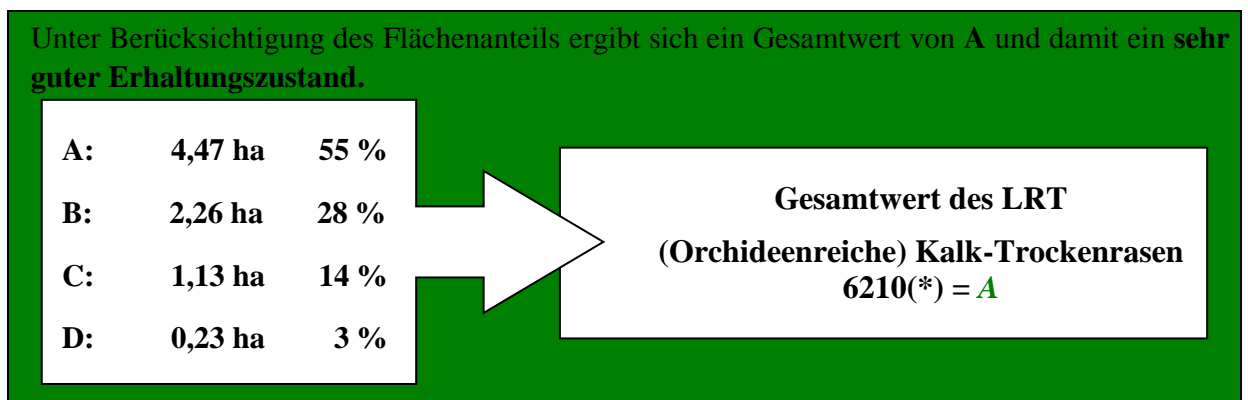 Unter Berücksichtigung des Flächenanteils ergibt sich ein Gesamtwert von A und damit ein sehr
guter Erhaltungszustand.
A: 4,47 ha 55 %
B: 2,26 ha 28 %
C: 1,13 ha 14 %
D: 0,23 ha 3 %
Gesamtwert des LRT
(Orchideenreiche) Kalk-Trockenrasen
6210(*) = A